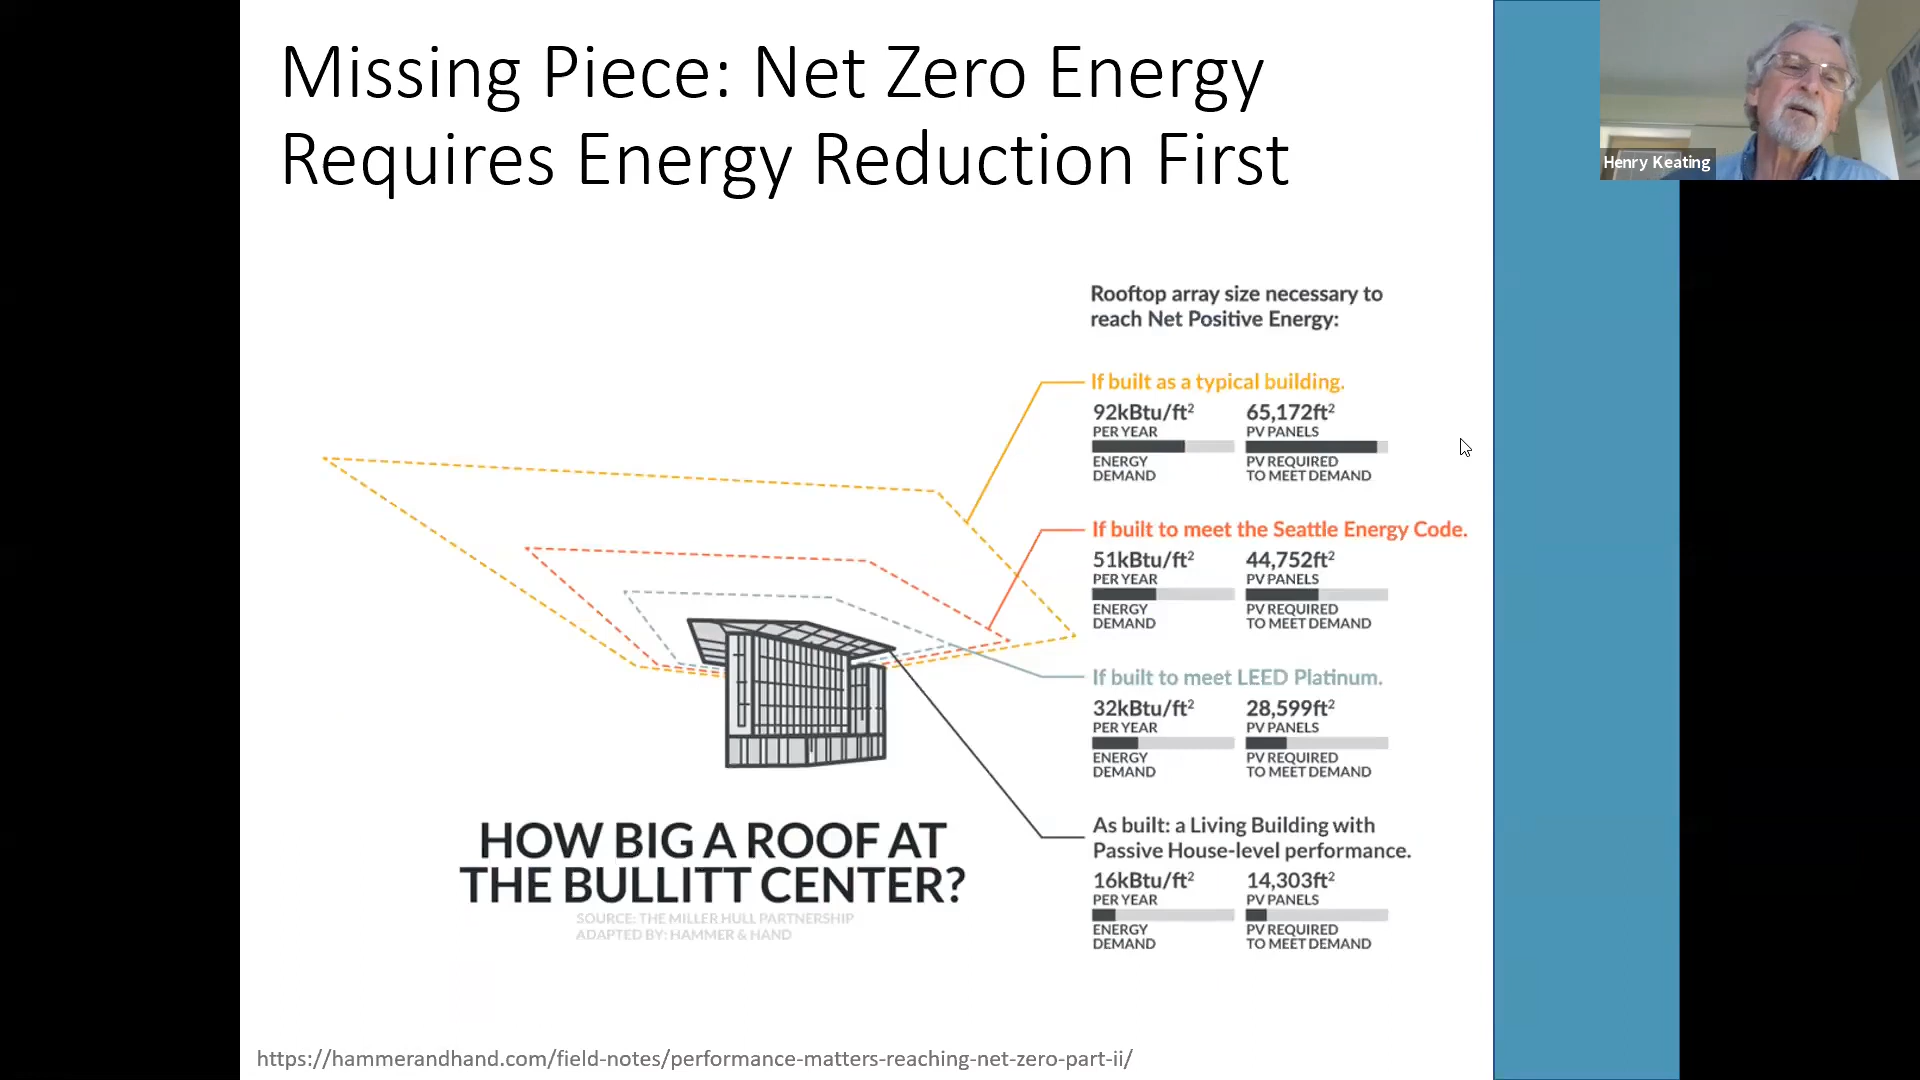 Missing Piece: Net Zero Energy
Requires Energy Reduction First
Henry Keating
Rooftop array size necessary to
reach Net Positive Energy:
If built as a typical building.
92kBtu/ft² 65,172ft²
PER YEAR PV PANELS
ENERGY PV REQUIRED
DEMAND TO MEET DEMAND
If built to meet the Seattle Energy Code.
51kBtu/ft² 44,752ft²
PER YEAR PV PANELS
ENERGY PV REQUIRED
DEMAND TO MEET DEMAND
If built to meet LEED Platinum.
32kBtu/ft² 28,599ft²
PER YEAR PV PANELS
ENERGY PV REQUIRED
DEMAND TO MEET DEMAND
As built: a Living Building with
Passive House-level performance.
16kBtu/ft² 14,303ft²
PER YEAR PV PANELS
ENERGY PV REQUIRED
DEMAND TO MEET DEMAND
HOW BIG A ROOF AT
THE BULLITT CENTER?
SOURCE: THE MILLER HULL PARTNERSHIP
ADAPTED BY: HAMMER & HAND
https://hammerandhand.com/field-notes/performance-matters-reaching-net-zero-part-ii/